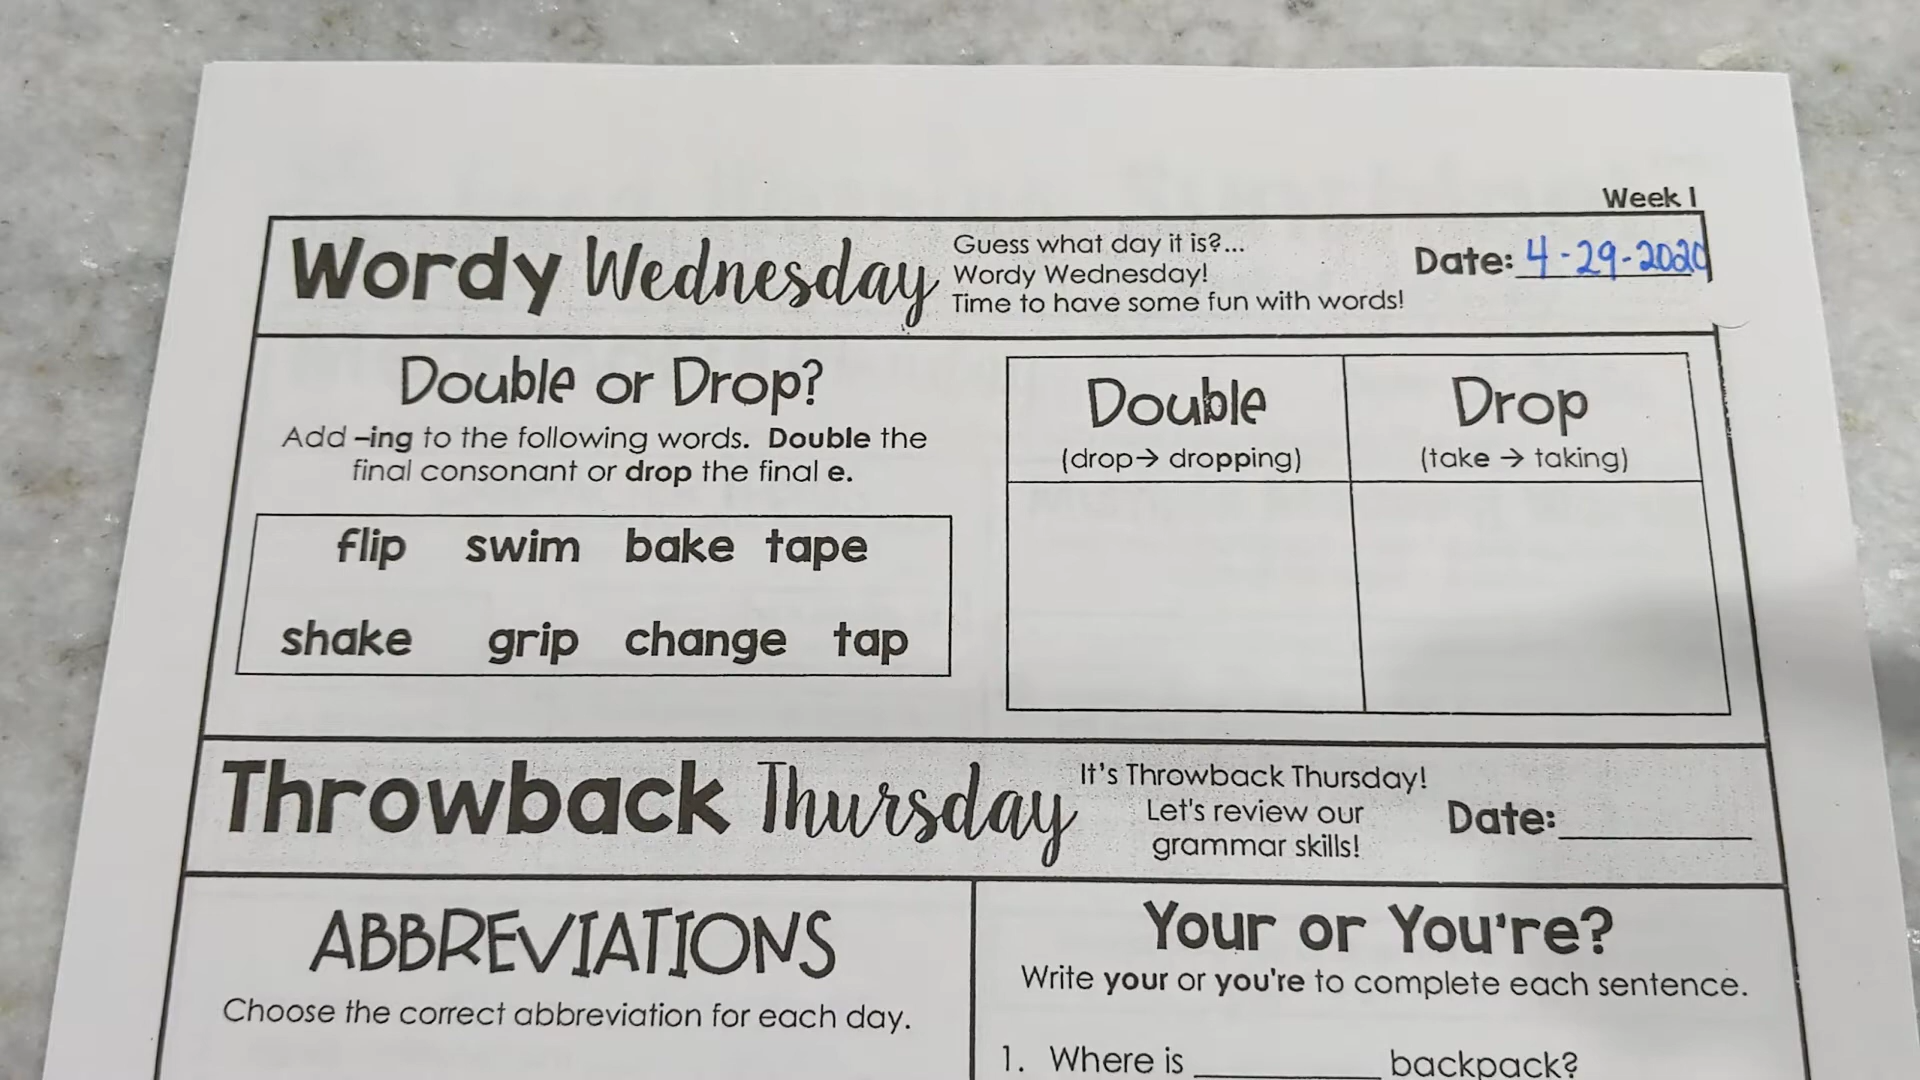 Week 1
Wordy Wednesday
Guess what day it is?...
Wordy Wednesday!
Time to have some fun with words!
Date: 4-29-2020
Double or Drop?
Add –ing to the following words. Double the
final consonant or drop the final e.
flip swim bake tape
shake grip change tap
Double
(drop→ dropping)
Drop
(take → taking)
Throwback Thursday
It's Throwback Thursday!
Let's review our
grammar skills!
Date:___________
ABBREVIATIONS
Choose the correct abbreviation for each day.
Your or You're?
Write your or you're to complete each sentence.
1. Where is ___________ backpack?